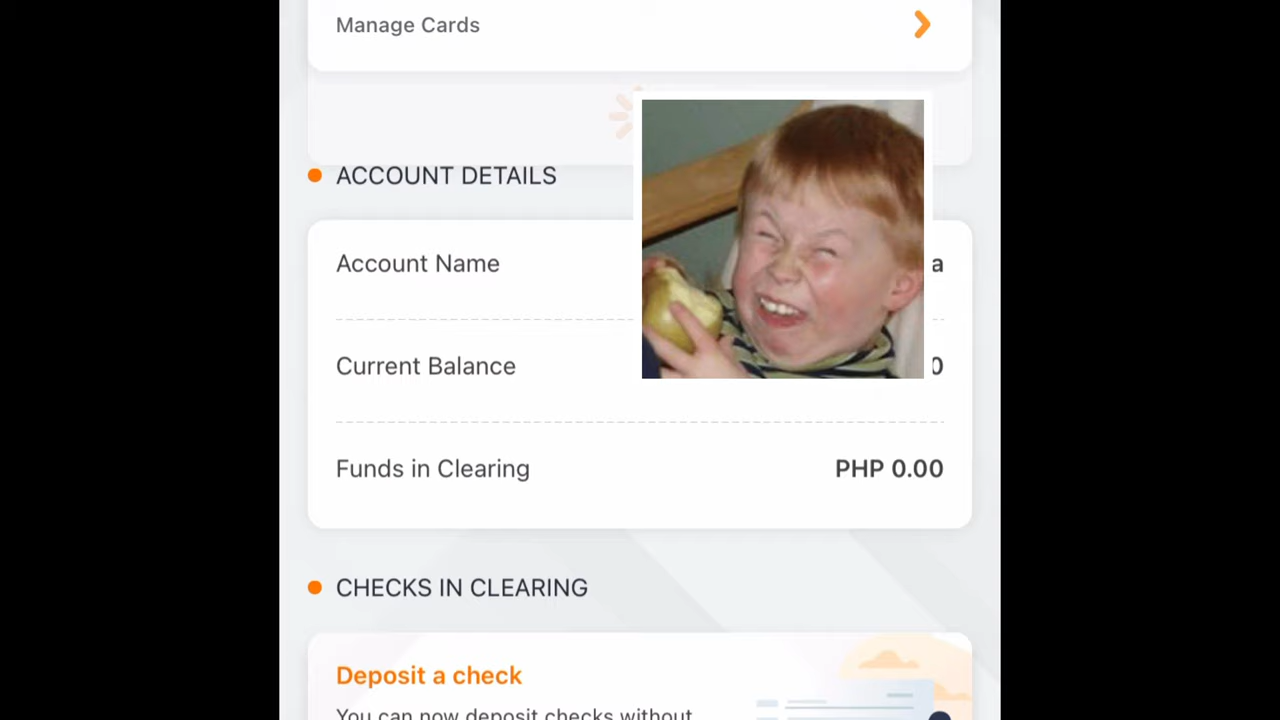 Manage Cards
ACCOUNT DETAILS
Account Name a
Current Balance 0
Funds in Clearing PHP 0.00
CHECKS IN CLEARING
Deposit a check
You can now deposit checks without